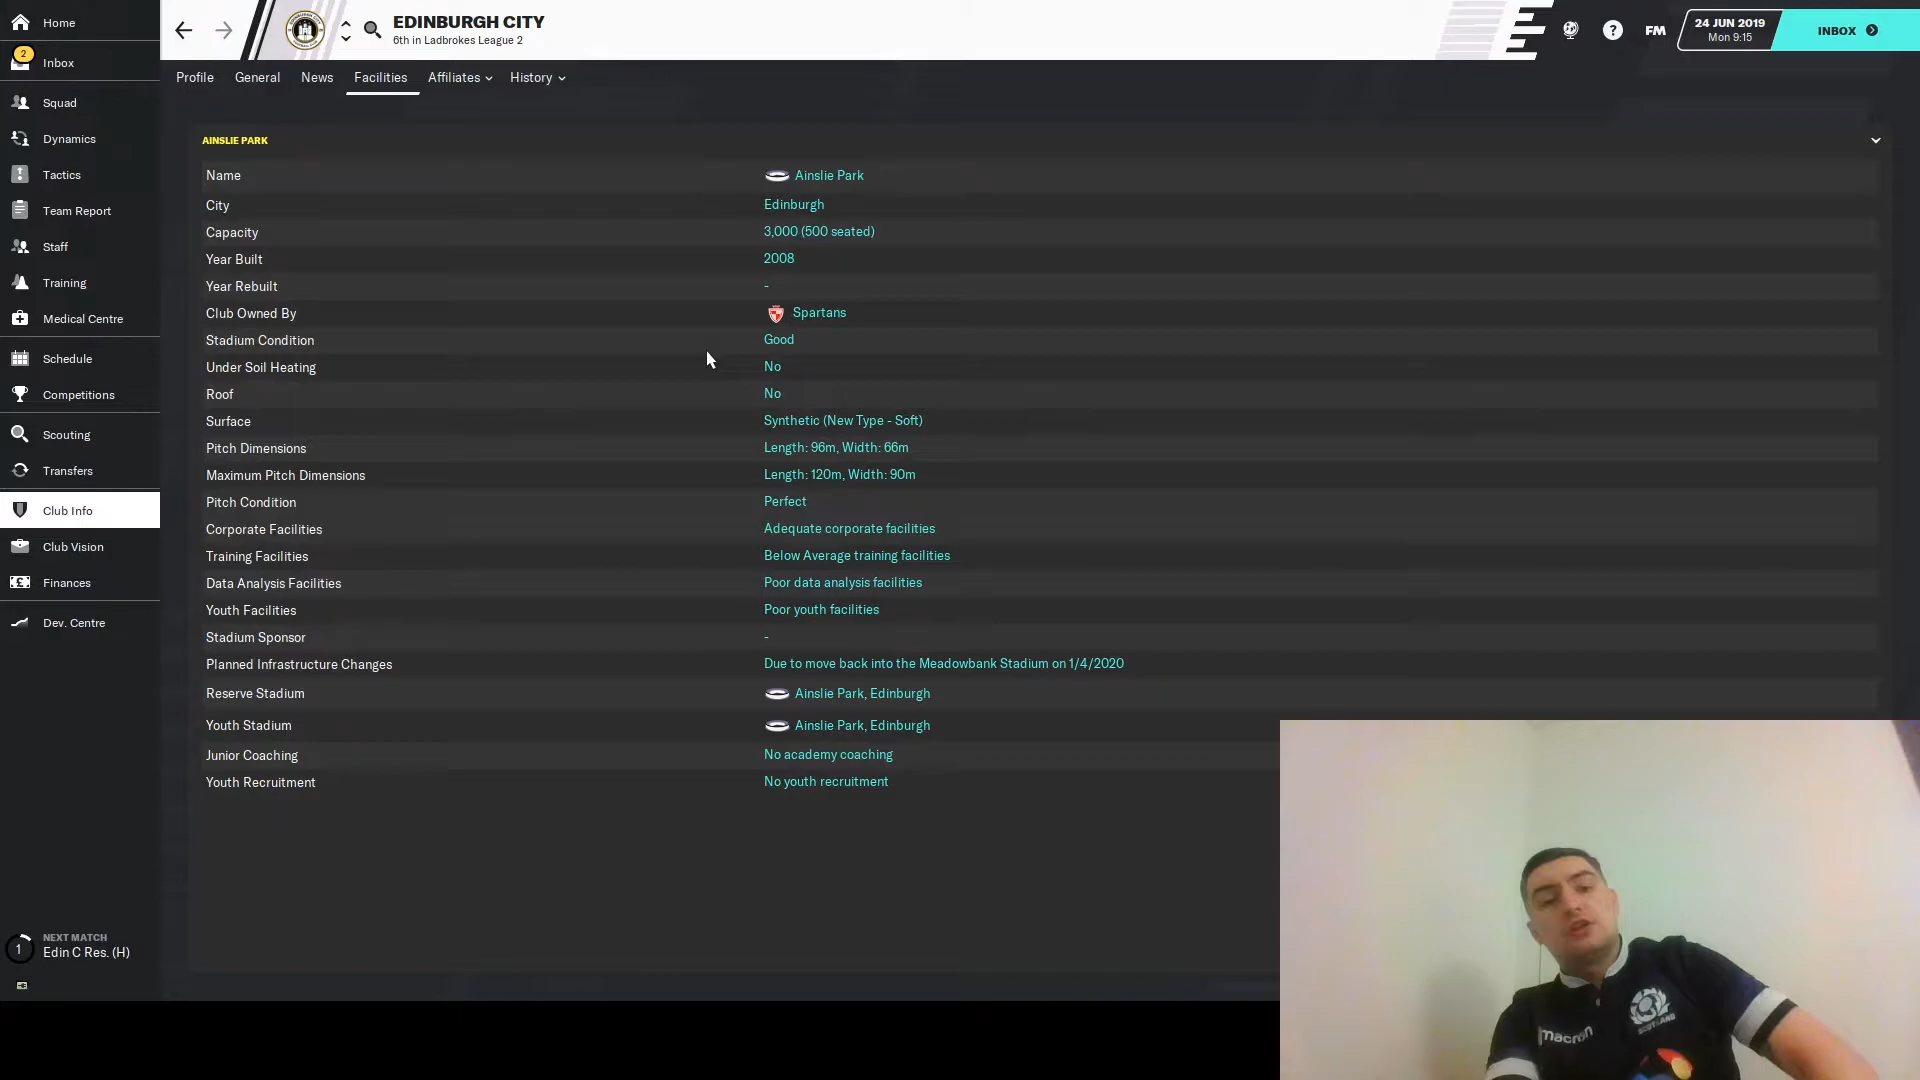 Home
EDINBURGH CITY
6th in Ladbrokes League 2
FM
24 JUN 2019
Mon 9:15
INBOX
2
Inbox
Profile
General
News
Facilities
Affiliates
History
Squad
Dynamics
Tactics
Team Report
Staff
Training
Medical Centre
Schedule
Competitions
Scouting
Transfers
Club Info
Club Vision
Finances
Dev. Centre
NEXT MATCH
1
Edin C Res. (H)
AINSLIE PARK
Name Ainslie Park
City Edinburgh
Capacity 3,000 (500 seated)
Year Built 2008
Year Rebuilt -
Club Owned By Spartans
Stadium Condition Good
Under Soil Heating No
Roof No
Surface Synthetic (New Type - Soft)
Pitch Dimensions Length: 96m, Width: 66m
Maximum Pitch Dimensions Length: 120m, Width: 90m
Pitch Condition Perfect
Corporate Facilities Adequate corporate facilities
Training Facilities Below Average training facilities
Data Analysis Facilities Poor data analysis facilities
Youth Facilities Poor youth facilities
Stadium Sponsor -
Planned Infrastructure Changes Due to move back into the Meadowbank Stadium on 1/4/2020
Reserve Stadium Ainslie Park, Edinburgh
Youth Stadium Ainslie Park, Edinburgh
Junior Coaching No academy coaching
Youth Recruitment No youth recruitment
macron
SCOTLAND